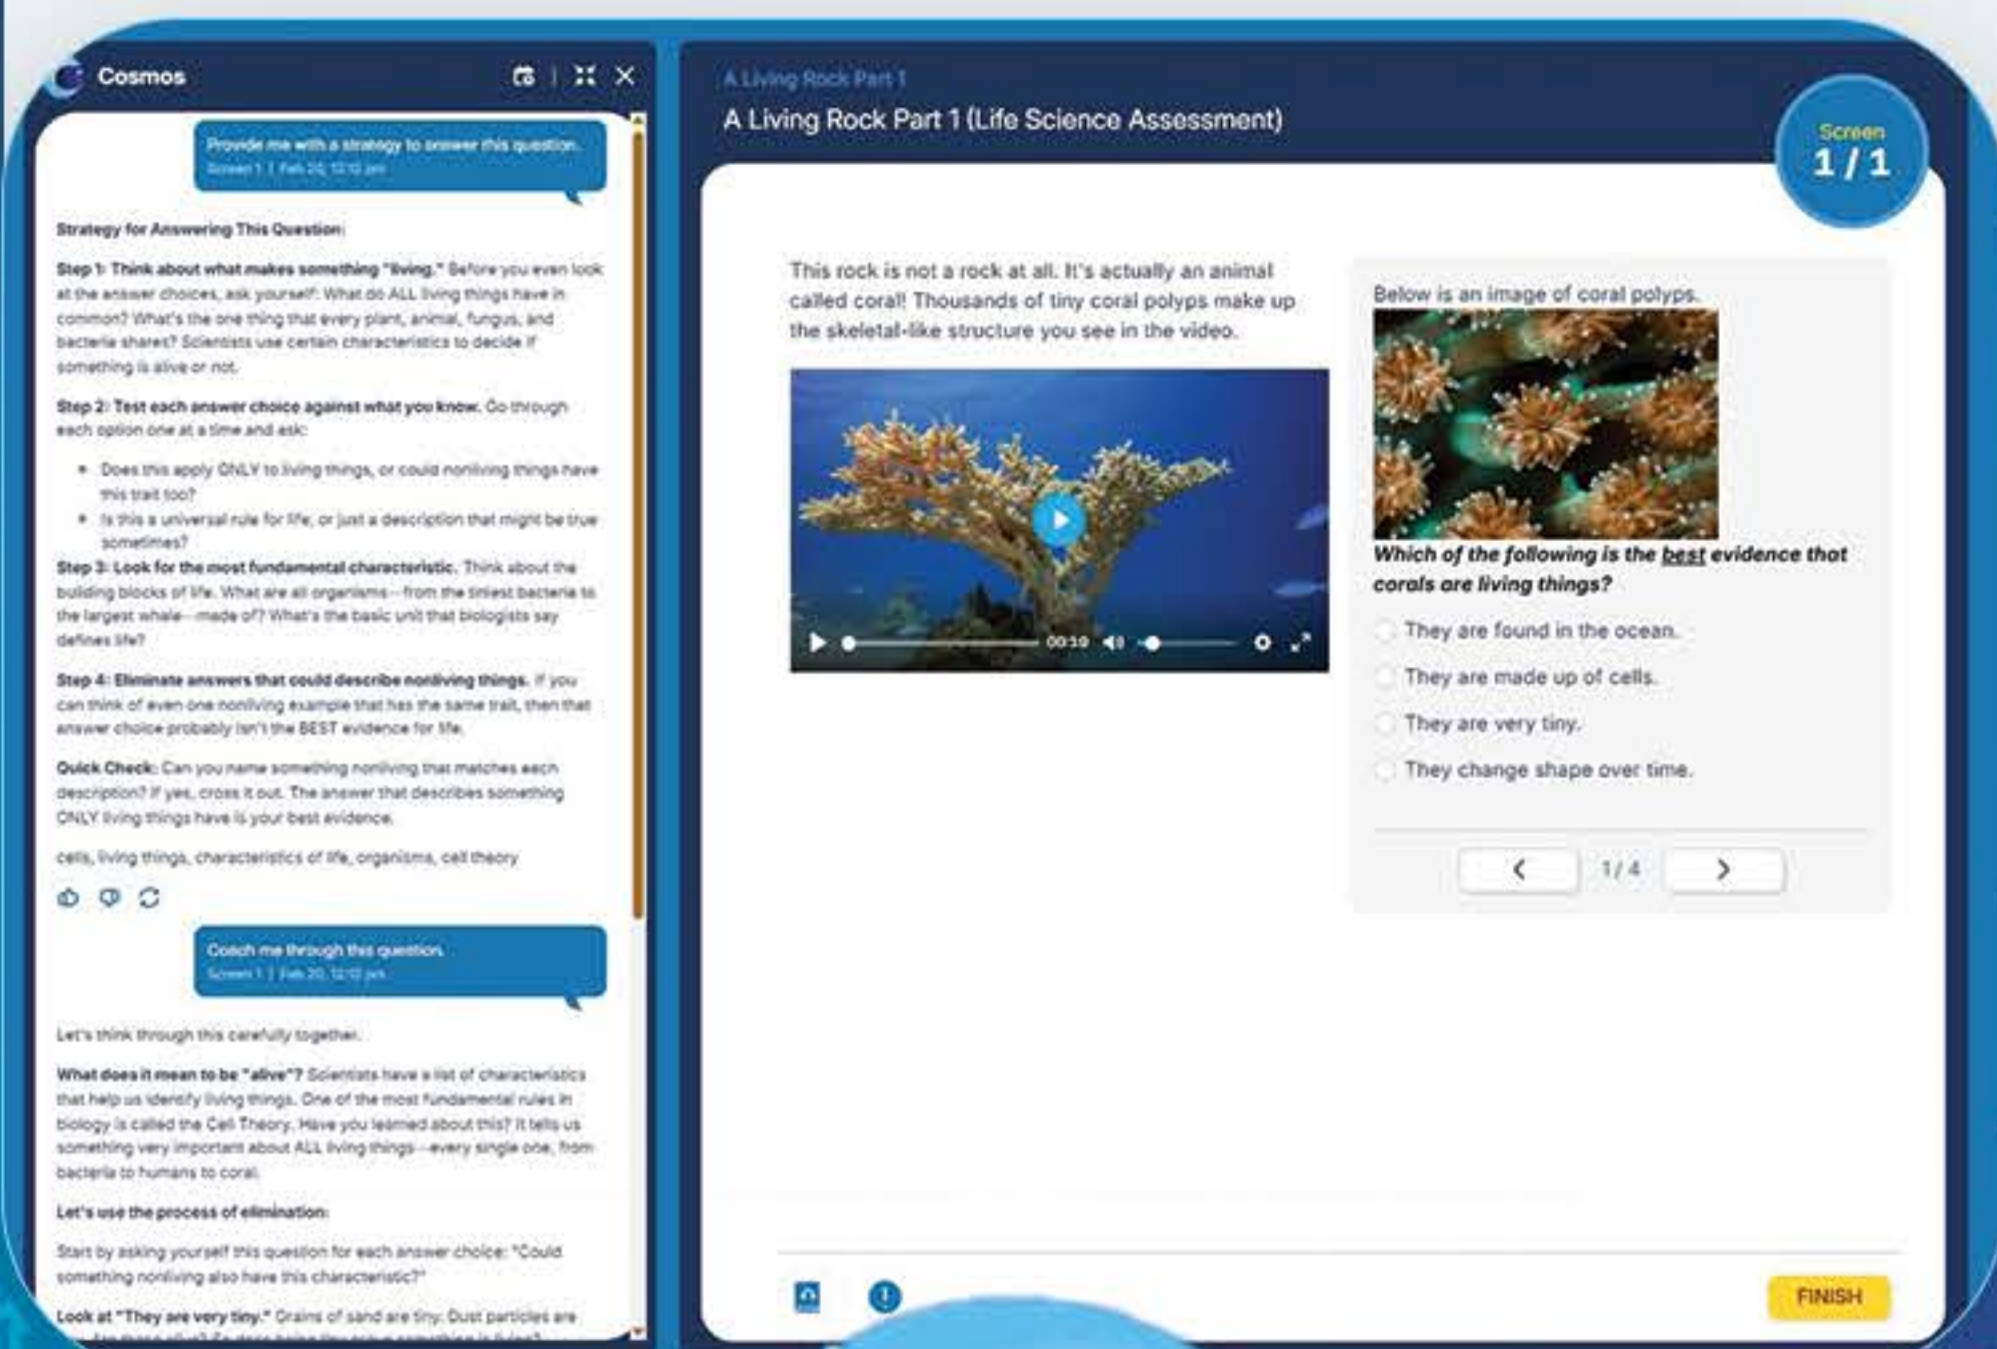 Cosmos
Provide me with a strategy to answer this question.
Screen 1 | Feb 20, 12:12 pm
Strategy for Answering This Question:
Step 1: Think about what makes something "living." Before you even look
at the answer choices, ask yourself: What do ALL living things have in
common? What's the one thing that every plant, animal, fungus, and
bacteria shares? Scientists use certain characteristics to decide if
something is alive or not.
Step 2: Test each answer choice against what you know. Go through
each option one at a time and ask:
• Does this apply ONLY to living things, or could nonliving things have
this trait too?
• Is this a universal rule for life, or just a description that might be true
sometimes?
Step 3: Look for the most fundamental characteristic. Think about the
building blocks of life. What are all organisms—from the tiniest bacteria to
the largest whale—made of? What's the basic unit that biologists say
defines life?
Step 4: Eliminate answers that could describe nonliving things. If you
can think of even one nonliving example that has the same trait, then that
answer choice probably isn't the BEST evidence for life.
Quick Check: Can you name something nonliving that matches each
description? If yes, cross it out. The answer that describes something
ONLY living things have is your best evidence.
cells, living things, characteristics of life, organisms, cell theory
Coach me through this question.
Screen 1 | Feb 20, 12:12 pm
Let's think through this carefully together.
What does it mean to be "alive"? Scientists have a list of characteristics
that help us identify living things. One of the most fundamental rules in
biology is called the Cell Theory. Have you learned about this? It tells us
something very important about ALL living things—every single one, from
bacteria to humans to coral.
Let's use the process of elimination:
Start by asking yourself this question for each answer choice: "Could
something nonliving also have this characteristic?"
Look at "They are very tiny." Grains of sand are tiny. Dust particles are
A Living Rock Part 1
A Living Rock Part 1 (Life Science Assessment)
Screen
1 / 1
This rock is not a rock at all. It's actually an animal
called coral! Thousands of tiny coral polyps make up
the skeletal-like structure you see in the video.
00:19
Below is an image of coral polyps.
Which of the following is the best evidence that
corals are living things?
They are found in the ocean.
They are made up of cells.
They are very tiny.
They change shape over time.
1 / 4
FINISH